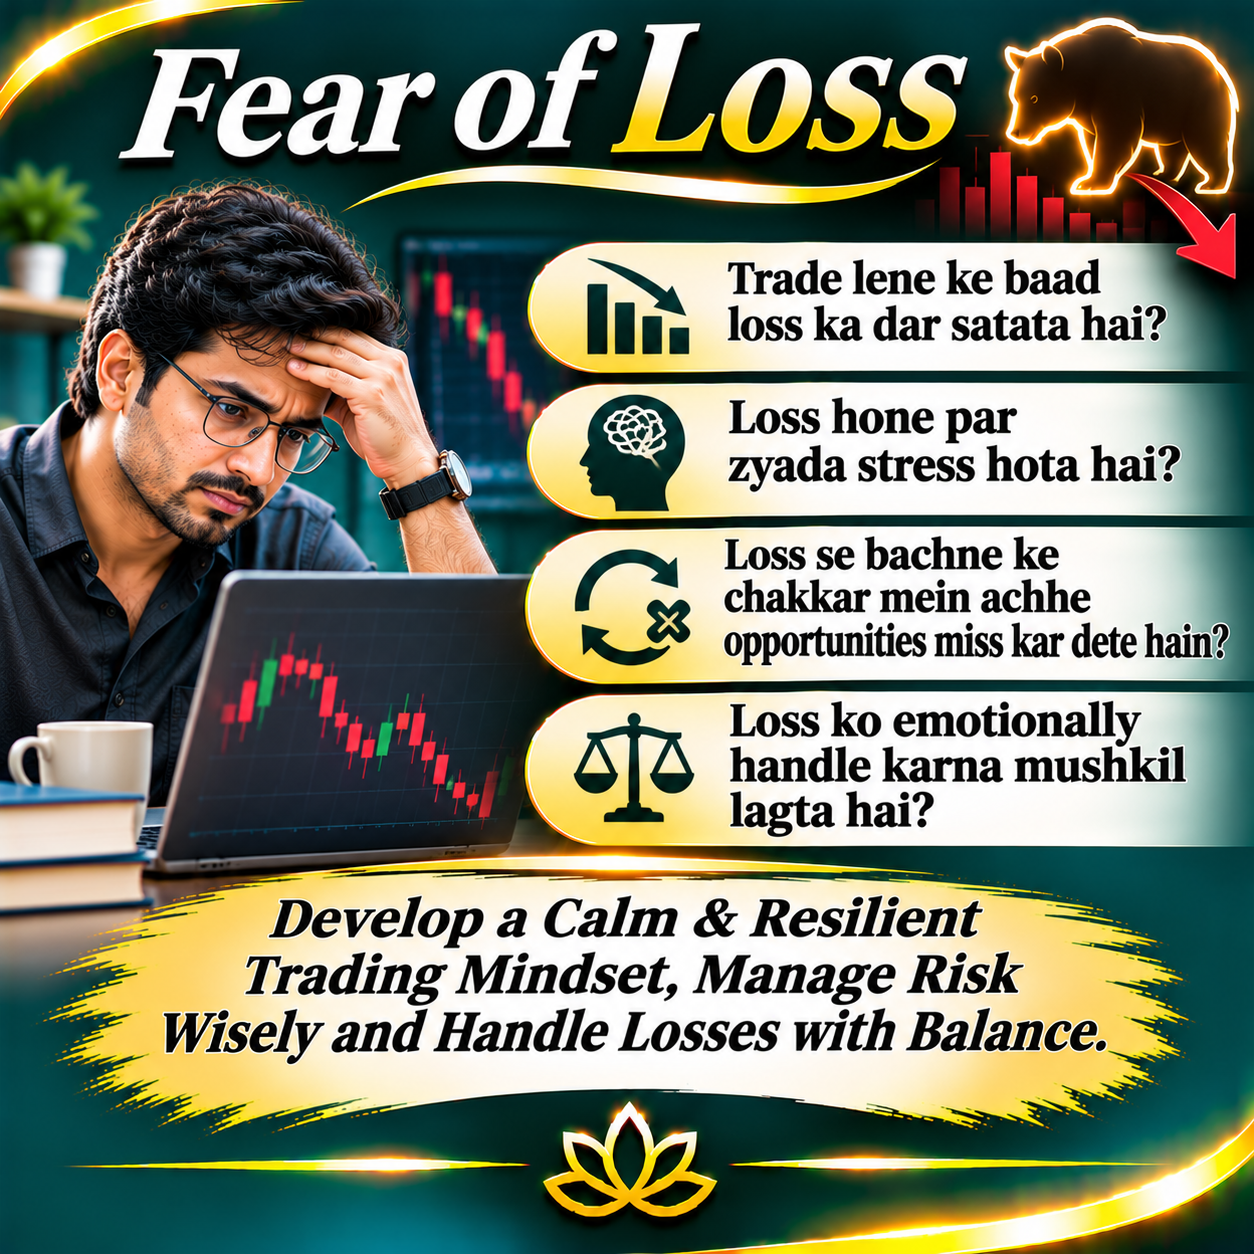 Fear of Loss
Trade lene ke baad
loss ka dar satata hai?
Loss hone par
zyada stress hota hai?
Loss se bachne ke
chakkar mein achhe
opportunities miss kar dete hain?
Loss ko emotionally
handle karna mushkil
lagta hai?
Develop a Calm & Resilient
Trading Mindset, Manage Risk
Wisely and Handle Losses with Balance.